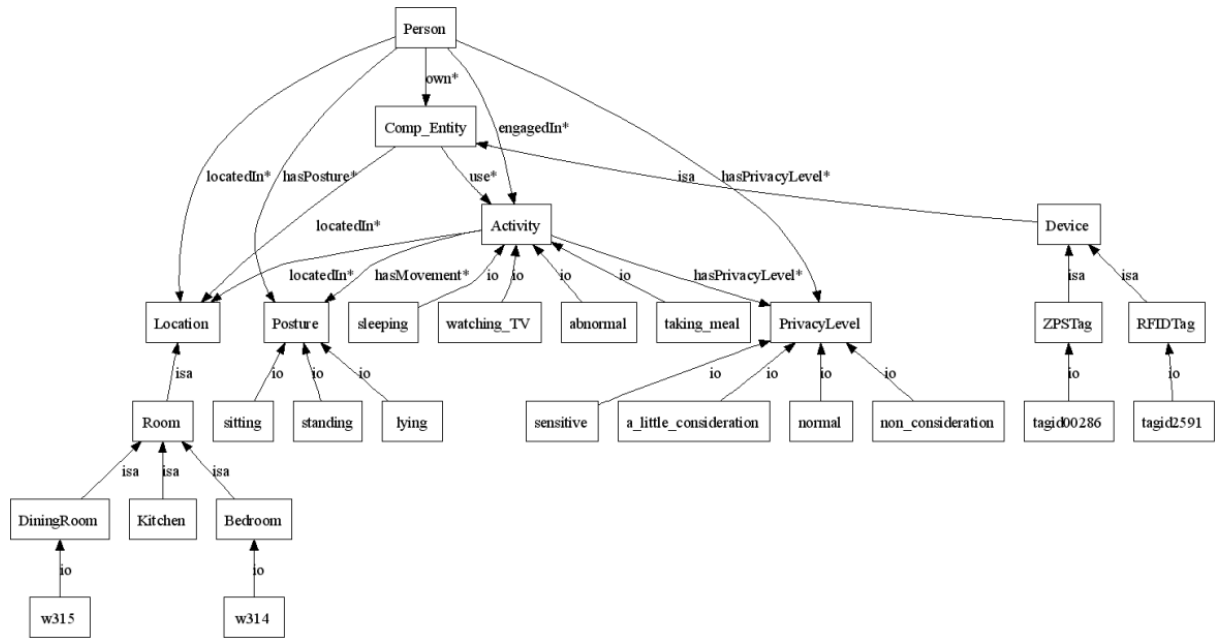 Person
own*
Comp_Entity
engagedIn*
locatedIn*
hasPosture*
use*
isa
hasPrivacyLevel*
locatedIn*
Activity
Device
locatedIn*
hasMovement*
io
io
io
io
hasPrivacyLevel*
isa
isa
Location
Posture
sleeping
watching_TV
abnormal
taking_meal
PrivacyLevel
ZPSTag
RFIDTag
isa
io
io
io
io
io
io
io
io
io
Room
sitting
standing
lying
sensitive
a_little_consideration
normal
non_consideration
tagid00286
tagid2591
isa
isa
isa
DiningRoom
Kitchen
Bedroom
io
io
w315
w314